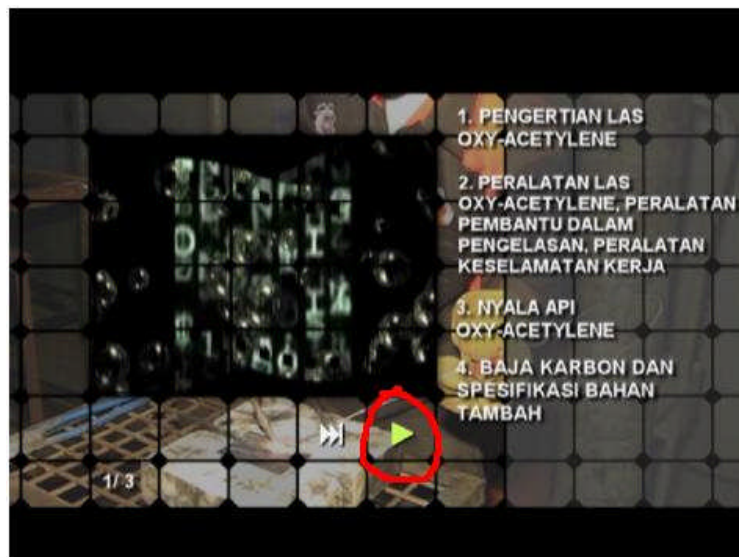 1. PENGERTIAN LAS
OXY-ACETYLENE
2. PERALATAN LAS
OXY-ACETYLENE, PERALATAN
PEMBANTU DALAM
PENGELASAN, PERALATAN
KESELAMATAN KERJA
3. NYALA API
OXY-ACETYLENE
4. BAJA KARBON DAN
SPESIFIKASI BAHAN
TAMBAH
1/ 3